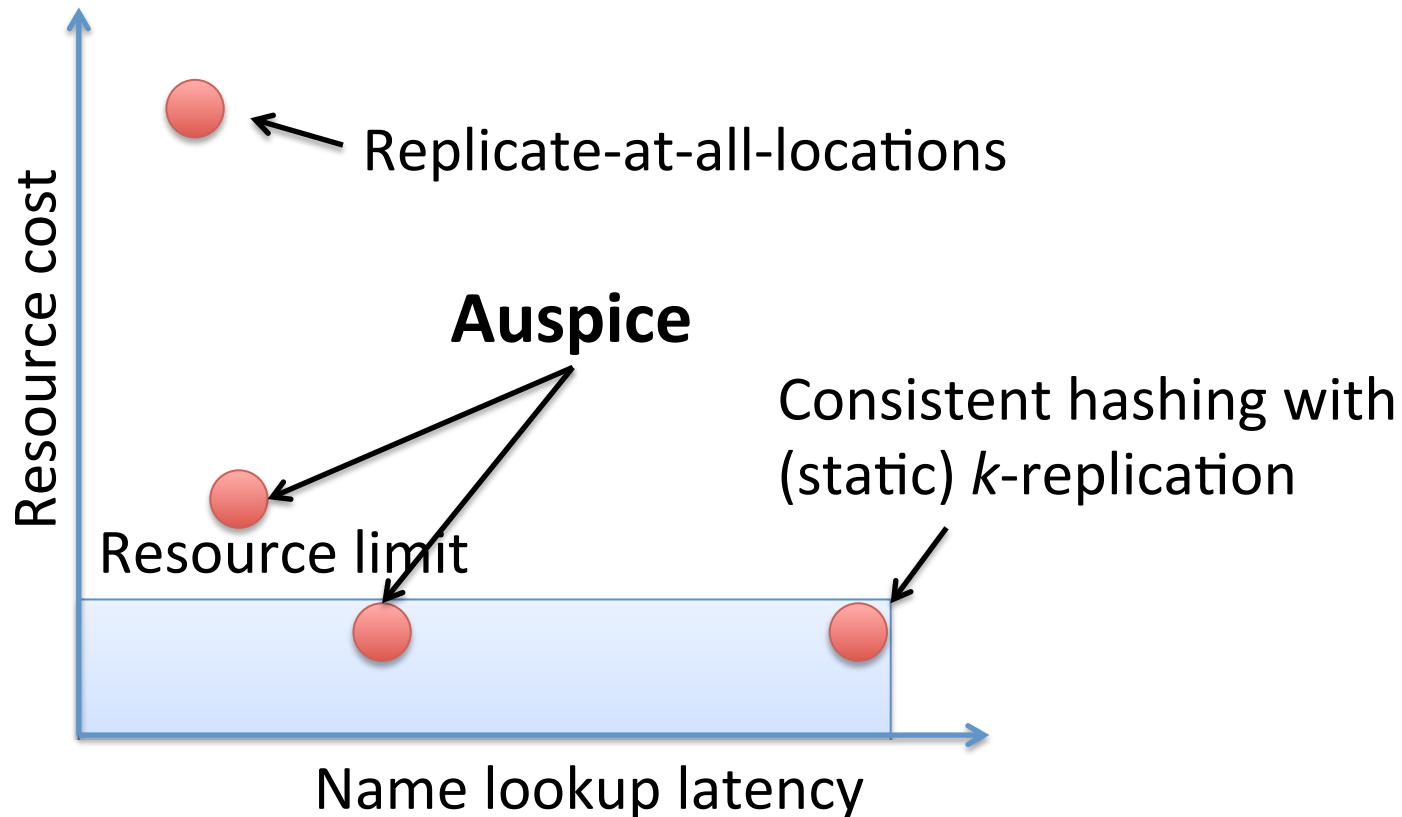 Replicate-at-all-locations
Resource cost
Auspice
Consistent hashing with
(static) k-replication
Resource limit
Name lookup latency